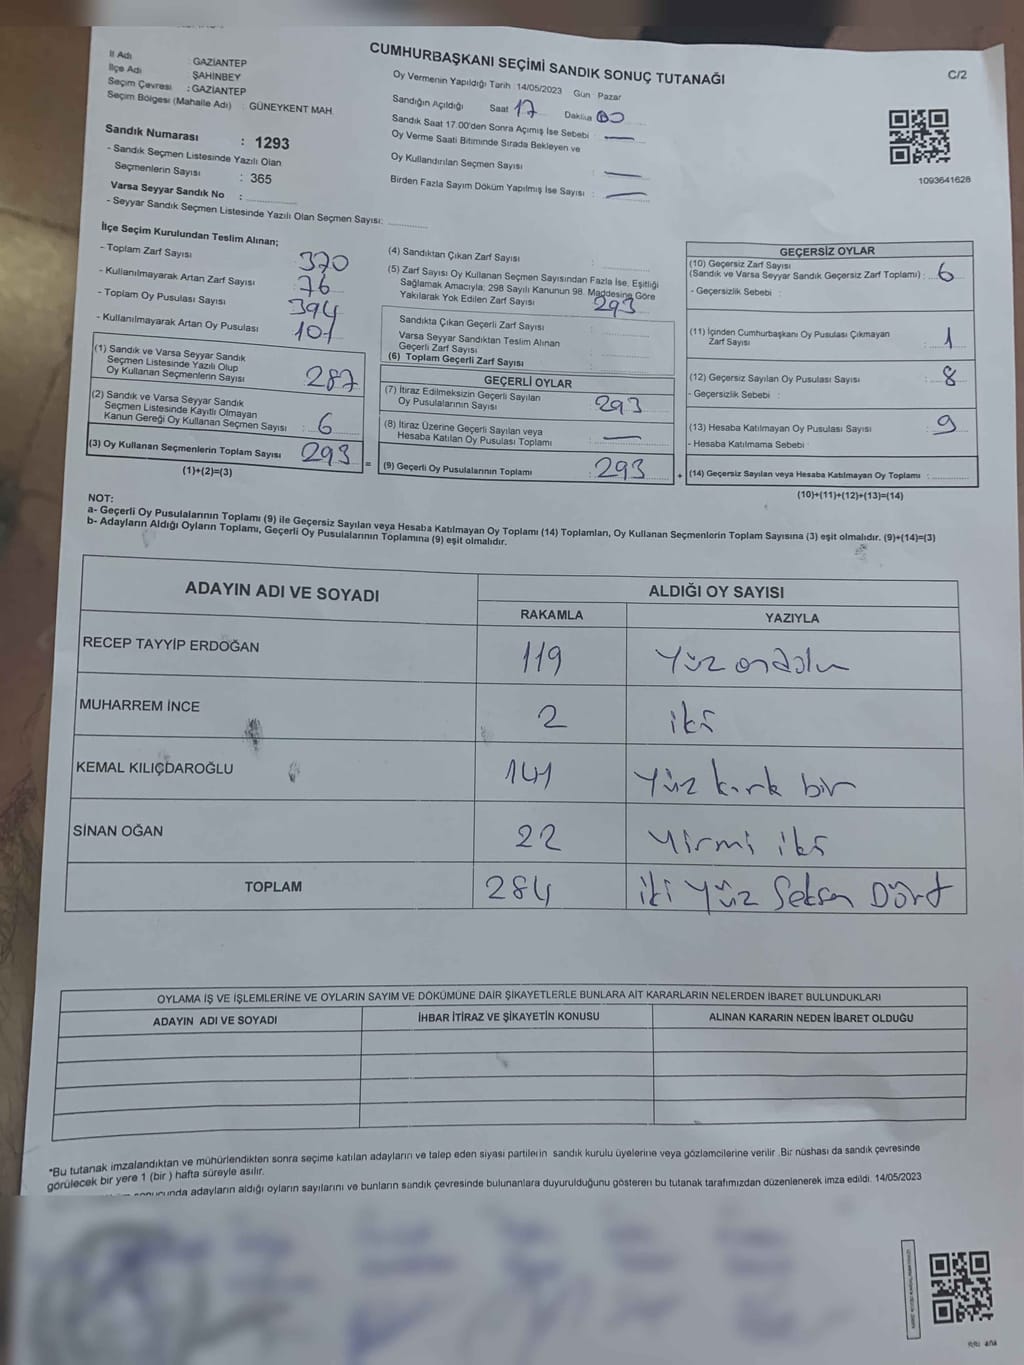 CUMHURBAŞKANI SEÇİMİ SANDIK SONUÇ TUTANAĞI
C/2
İl Adı : GAZİANTEP
İlçe Adı : ŞAHİNBEY
Seçim Çevresi : GAZİANTEP
Seçim Bölgesi (Mahalle Adı) : GÜNEYKENT MAH.
Sandık Numarası : 1293
- Sandık Seçmen Listesinde Yazılı Olan
Seçmenlerin Sayısı : 365
Varsa Seyyar Sandık No :
- Seyyar Sandık Seçmen Listesinde Yazılı Olan Seçmen Sayısı:
Oy Vermenin Yapıldığı Tarih : 14/05/2023 Gün : Pazar
Sandığın Açıldığı Saat 17 Dakika 00
Sandık Saat 17.00'den Sonra Açımış İse Sebebi : —
Oy Verme Saati Bitiminde Sırada Bekleyen ve
Oy Kullandırılan Seçmen Sayısı : —
Birden Fazla Sayım Döküm Yapılmış İse Sayısı : —
1093641628
İlçe Seçim Kurulundan Teslim Alınan;
- Toplam Zarf Sayısı 370
- Kullanılmayarak Artan Zarf Sayısı 76
- Toplam Oy Pusulası Sayısı 394
- Kullanılmayarak Artan Oy Pusulası 101
(1) Sandık ve Varsa Seyyar Sandık
Seçmen Listesinde Yazılı Olup
Oy Kullanan Seçmenlerin Sayısı : 287
(2) Sandık ve Varsa Seyyar Sandık
Seçmen Listesinde Kayıtlı Olmayan
Kanun Gereği Oy Kullanan Seçmen Sayısı : 6
(3) Oy Kullanan Seçmenlerin Toplam Sayısı 293
(1)+(2)=(3)
=
(4) Sandıktan Çıkan Zarf Sayısı :
(5) Zarf Sayısı Oy Kullanan Seçmen Sayısından Fazla İse, Eşitliği
Sağlamak Amacıyla; 298 Sayılı Kanunun 98. Maddesine Göre
Yakılarak Yok Edilen Zarf Sayısı : 293
Sandıkta Çıkan Geçerli Zarf Sayısı :
Varsa Seyyar Sandıktan Teslim Alınan
Geçerli Zarf Sayısı :
(6) Toplam Geçerli Zarf Sayısı :
GEÇERLİ OYLAR
(7) İtiraz Edilmeksizin Geçerli Sayılan
Oy Pusulalarının Sayısı : 293
(8) İtiraz Üzerine Geçerli Sayılan veya
Hesaba Katılan Oy Pusulası Toplamı : —
(9) Geçerli Oy Pusulalarının Toplamı : 293
+
GEÇERSİZ OYLAR
(10) Geçersiz Zarf Sayısı
(Sandık ve Varsa Seyyar Sandık Geçersiz Zarf Toplamı) : 6
- Geçersizlik Sebebi :
(11) İçinden Cumhurbaşkanı Oy Pusulası Çıkmayan
Zarf Sayısı : 1
(12) Geçersiz Sayılan Oy Pusulası Sayısı : 8
- Geçersizlik Sebebi :
(13) Hesaba Katılmayan Oy Pusulası Sayısı : 9
- Hesaba Katılmama Sebebi :
(14) Geçersiz Sayılan veya Hesaba Katılmayan Oy Toplamı :
(10)+(11)+(12)+(13)=(14)
NOT:
a- Geçerli Oy Pusulalarının Toplamı (9) ile Geçersiz Sayılan veya Hesaba Katılmayan Oy Toplamı (14) Toplamları, Oy Kullanan Seçmenlerin Toplam Sayısına (3) eşit olmalıdır. (9)+(14)=(3)
b- Adayların Aldığı Oyların Toplamı, Geçerli Oy Pusulalarının Toplamına (9) eşit olmalıdır.
ADAYIN ADI VE SOYADI ALDIĞI OY SAYISI
RAKAMLA YAZIYLA
RECEP TAYYİP ERDOĞAN 119 Yüz ondolu
MUHARREM İNCE 2 iki
KEMAL KILIÇDAROĞLU 141 Yüz kırk bir
SİNAN OĞAN 22 Yirmi iki
TOPLAM 284 iki Yüz Seksen Dört
OYLAMA İŞ VE İŞLEMLERİNE VE OYLARIN SAYIM VE DÖKÜMÜNE DAİR ŞİKAYETLERLE BUNLARA AİT KARARLARIN NELERDEN İBARET BULUNDUKLARI
ADAYIN ADI VE SOYADI İHBAR İTİRAZ VE ŞİKAYETİN KONUSU ALINAN KARARIN NEDEN İBARET OLDUĞU
*Bu tutanak imzalandıktan ve mühürlendikten sonra seçime katılan adayların ve talep eden siyasi partilerin sandık kurulu üyelerine veya gözlamcilerine verilir. Bir nüshası da sandık çevresinde
görülecek bir yere 1 (bir ) hafta süreyle asılır.
adayların aldığı oyların sayılarını ve bunların sandık çevresinde bulunanlara duyurulduğunu gösteren bu tutanak tarafımızdan düzenlenerek imza edildi. 14/05/2023